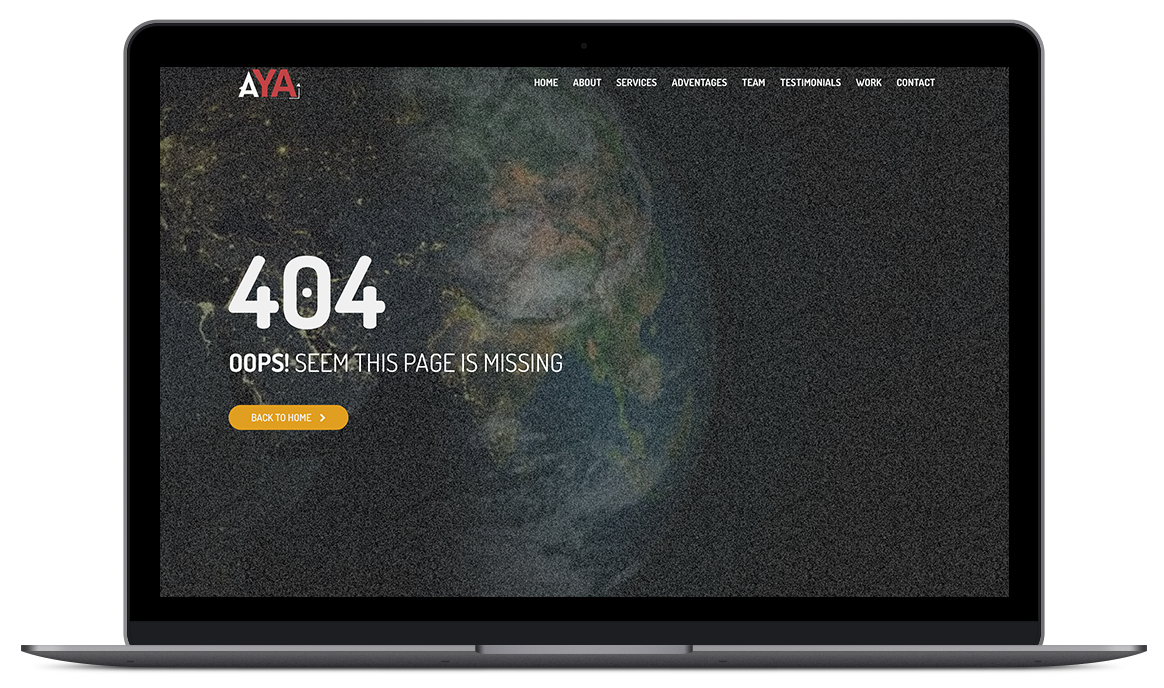 AYA
HOME ABOUT SERVICES ADVENTAGES TEAM TESTIMONIALS WORK CONTACT
404
OOPS! SEEM THIS PAGE IS MISSING
BACK TO HOME